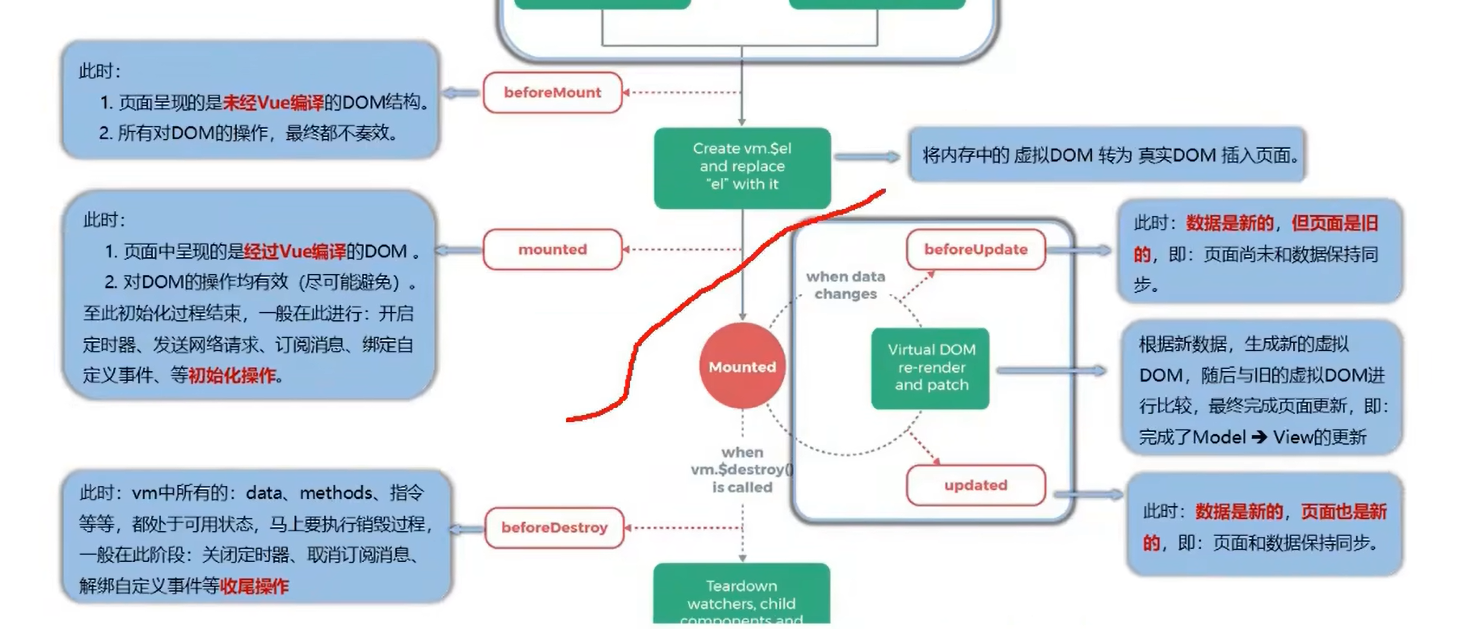 此时：
1. 页面呈现的是未经Vue编译的DOM结构。
2. 所有对DOM的操作，最终都不奏效。
beforeMount
Create vm.$el
and replace
"el" with it
将内存中的 虚拟DOM 转为 真实DOM 插入页面。
此时：
1. 页面中呈现的是经过Vue编译的DOM 。
2. 对DOM的操作均有效（尽可能避免）。
至此初始化过程结束，一般在此进行：开启
定时器、发送网络请求、订阅消息、绑定自
定义事件、等初始化操作。
mounted
beforeUpdate
此时：数据是新的，但页面是旧
的，即：页面尚未和数据保持同
步。
when data
changes
Mounted
Virtual DOM
re-render
and patch
根据新数据，生成新的虚拟
DOM，随后与旧的虚拟DOM进
行比较，最终完成页面更新，即：
完成了Model ➔ View的更新
when
vm.$destroy()
is called
updated
此时：数据是新的，页面也是新
的，即：页面和数据保持同步。
此时：vm中所有的：data、methods、指令
等等，都处于可用状态，马上要执行销毁过程，
一般在此阶段：关闭定时器、取消订阅消息、
解绑自定义事件等收尾操作
beforeDestroy
Teardown
watchers, child
components and